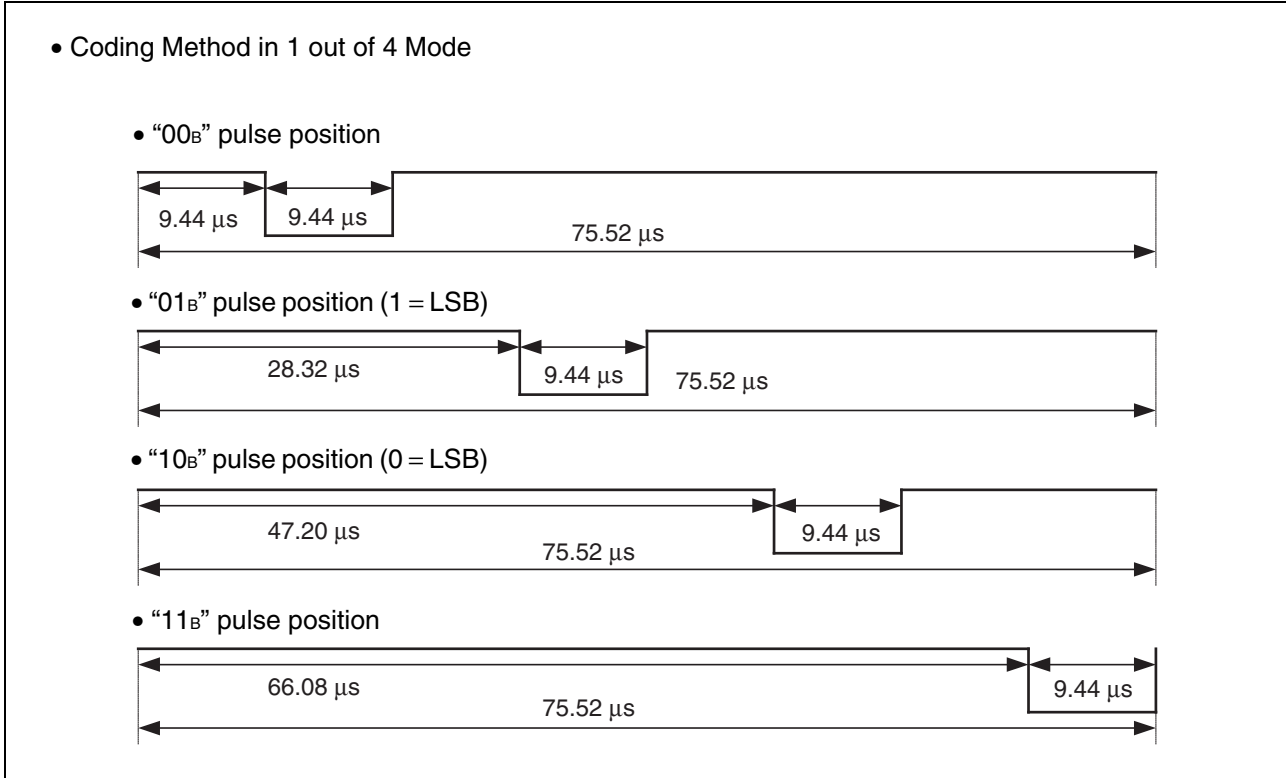 • Coding Method in 1 out of 4 Mode
• “00B” pulse position
9.44 μs 9.44 μs
75.52 μs
• “01B” pulse position (1 = LSB)
28.32 μs 9.44 μs 75.52 μs
• “10B” pulse position (0 = LSB)
47.20 μs 9.44 μs
75.52 μs
• “11B” pulse position
66.08 μs 9.44 μs
75.52 μs